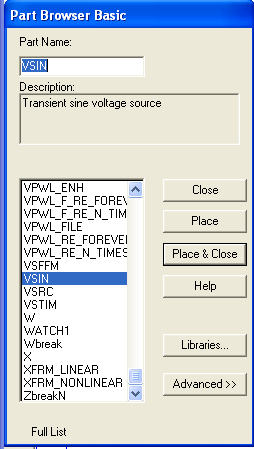 Part Browser Basic
Part Name:
VSIN
Description:
Transient sine voltage source
VPWL_ENH
VPWL_F_RE_FOREV
VPWL_F_RE_N_TIM
VPWL_FILE
VPWL_RE_FOREVE
VPWL_RE_N_TIMES
VSFFM
VSIN
VSRC
VSTIM
W
WATCH1
Wbreak
X
XFRM_LINEAR
XFRM_NONLINEAR
ZbreakN
Close
Place
Place & Close
Help
Libraries...
Advanced >>
Full List